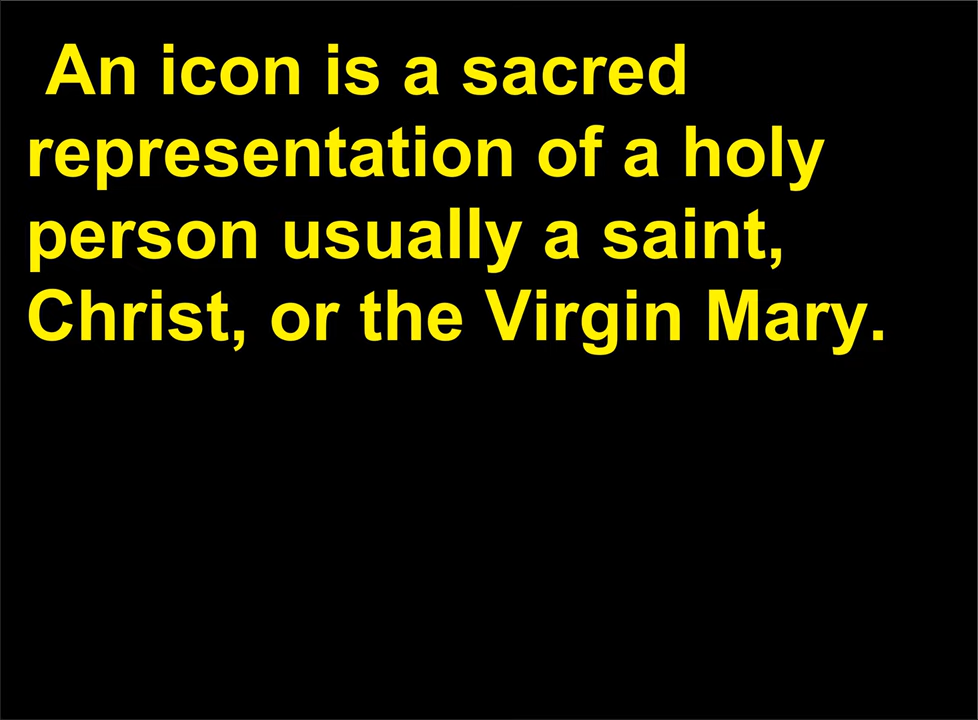 An icon is a sacred
representation of a holy
person usually a saint,
Christ, or the Virgin Mary.